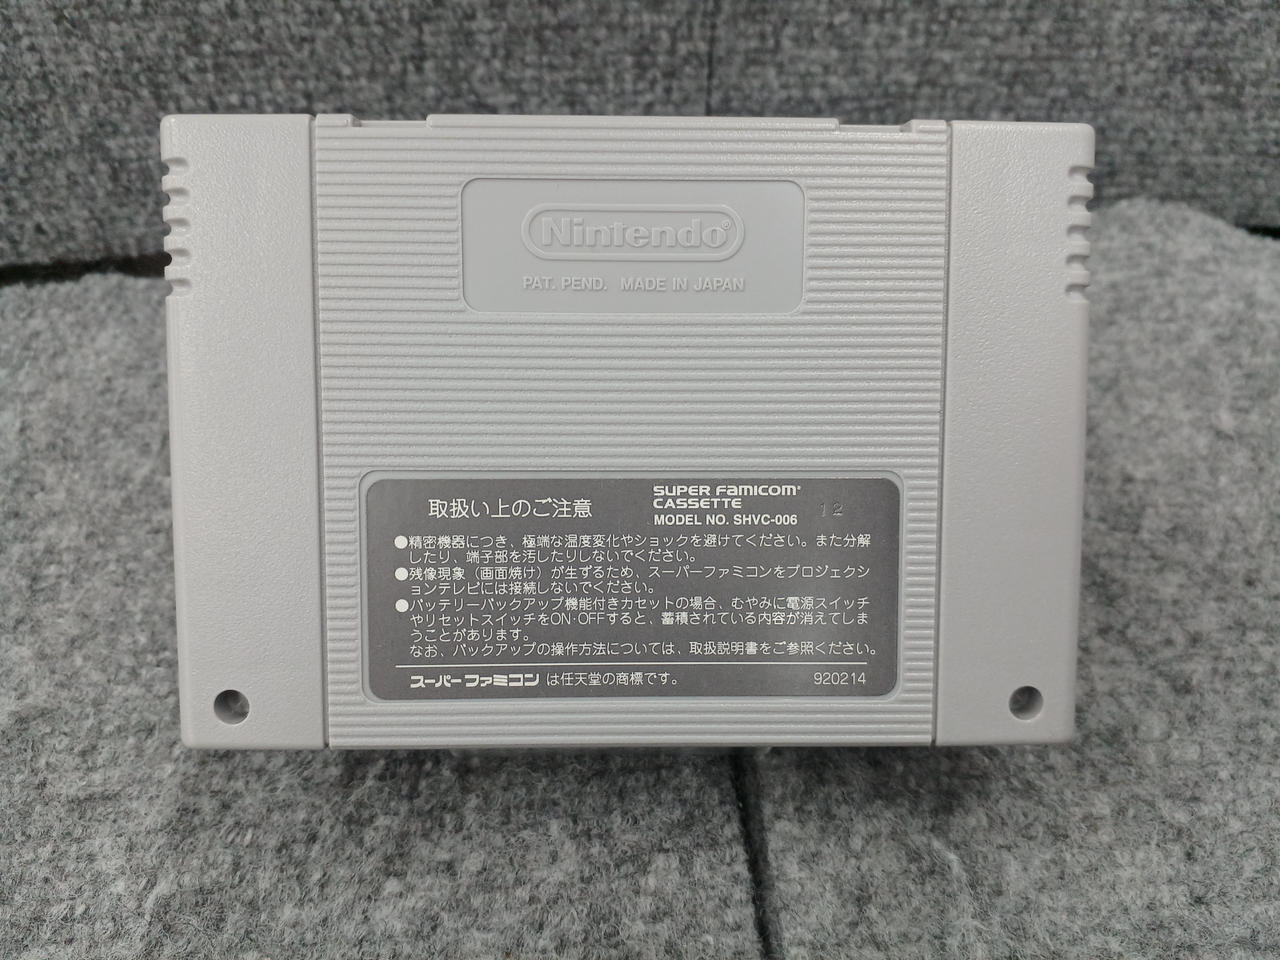 Nintendo®
PAT. PEND. MADE IN JAPAN
取扱い上のご注意
SUPER FAMICOM®
CASSETTE
MODEL NO. SHVC-006
12
●精密機器につき、極端な温度変化やショックを避けてください。また分解
したり、端子部を汚したりしないでください。
●残像現象（画面焼け）が生ずるため、スーパーファミコンをプロジェクシ
ョンテレビには接続しないでください。
●バッテリーバックアップ機能付きカセットの場合、むやみに電源スイッチ
やリセットスイッチをON·OFFすると、蓄積されている内容が消えてしま
うことがあります。
なお、バックアップの操作方法については、取扱説明書をご参照ください。
スーパーファミコン は任天堂の商標です。
920214